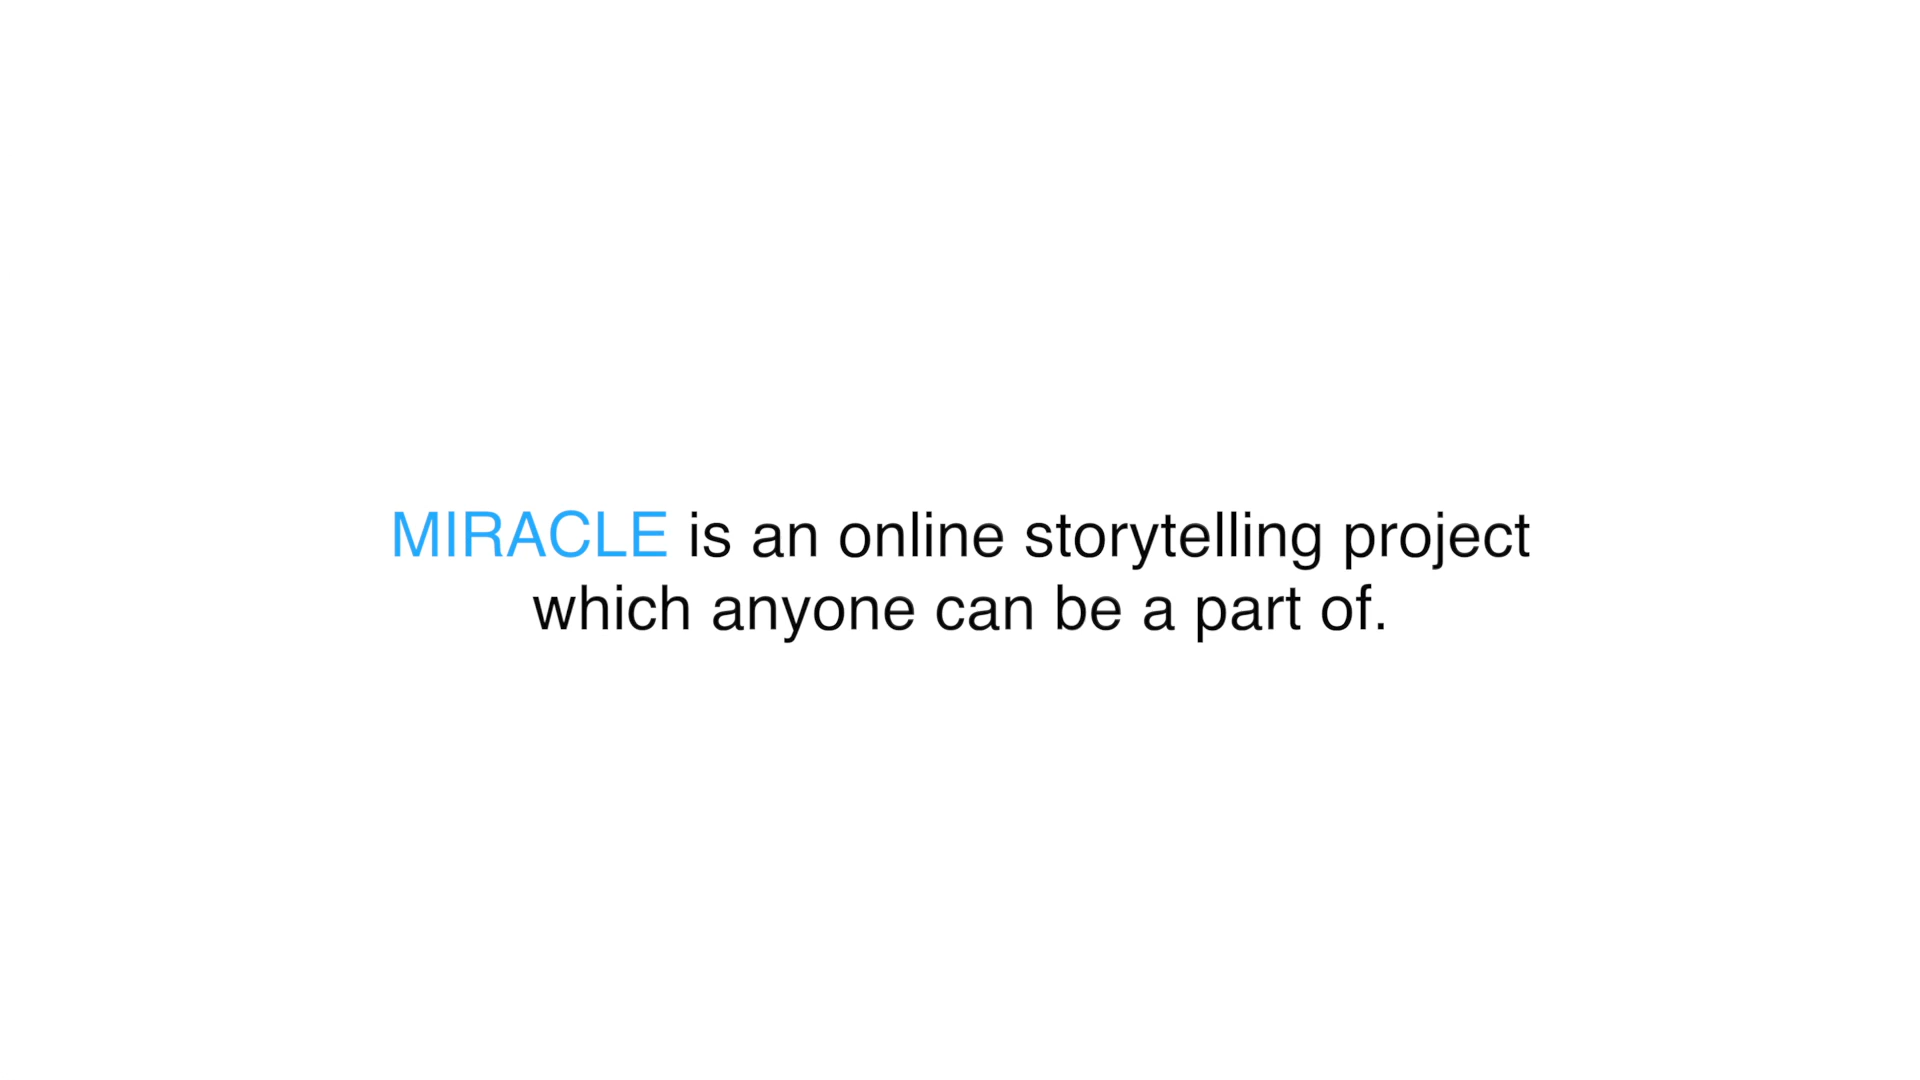 MIRACLE is an online storytelling project
which anyone can be a part of.